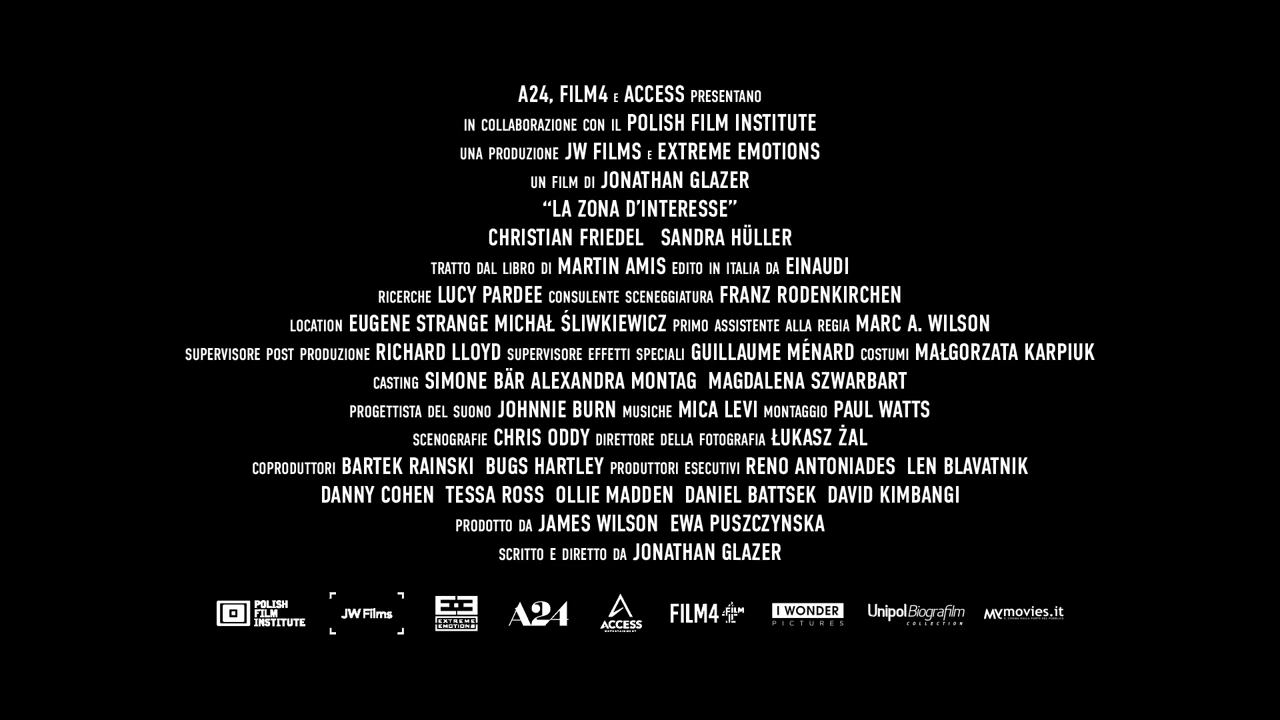 A24, FILM4 E ACCESS PRESENTANO
IN COLLABORAZIONE CON IL POLISH FILM INSTITUTE
UNA PRODUZIONE JW FILMS E EXTREME EMOTIONS
UN FILM DI JONATHAN GLAZER
“LA ZONA D’INTERESSE”
CHRISTIAN FRIEDEL SANDRA HÜLLER
TRATTO DAL LIBRO DI MARTIN AMIS EDITO IN ITALIA DA EINAUDI
RICERCHE LUCY PARDEE CONSULENTE SCENEGGIATURA FRANZ RODENKIRCHEN
LOCATION EUGENE STRANGE MICHAŁ ŚLIWKIEWICZ PRIMO ASSISTENTE ALLA REGIA MARC A. WILSON
SUPERVISORE POST PRODUZIONE RICHARD LLOYD SUPERVISORE EFFETTI SPECIALI GUILLAUME MÉNARD COSTUMI MAŁGORZATA KARPIUK
CASTING SIMONE BÄR ALEXANDRA MONTAG MAGDALENA SZWARBART
PROGETTISTA DEL SUONO JOHNNIE BURN MUSICHE MICA LEVI MONTAGGIO PAUL WATTS
SCENOGRAFIE CHRIS ODDY DIRETTORE DELLA FOTOGRAFIA ŁUKASZ ŻAL
COPRODUTTORI BARTEK RAINSKI BUGS HARTLEY PRODUTTORI ESECUTIVI RENO ANTONIADES LEN BLAVATNIK
DANNY COHEN TESSA ROSS OLLIE MADDEN DANIEL BATTSEK DAVID KIMBANGI
PRODOTTO DA JAMES WILSON EWA PUSZCZYNSKA
SCRITTO E DIRETTO DA JONATHAN GLAZER
POLISH FILM INSTITUTE
JW Films
EXTREME EMOTIONS
A24
ACCESS ENTERTAINMENT
FILM4 FILM
I WONDER PICTURES
Unipol Biografilm COLLECTION
MYmovies.it